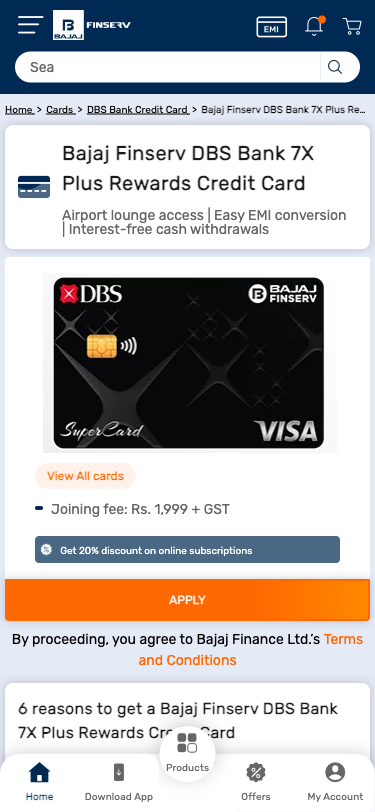 B
BAJAJ
FINSERV
EMI
Sea
Home > Cards > DBS Bank Credit Card > Bajaj Finserv DBS Bank 7X Plus Re...
Bajaj Finserv DBS Bank 7X
Plus Rewards Credit Card
Airport lounge access | Easy EMI conversion
| Interest-free cash withdrawals
DBS
B BAJAJ
FINSERV
SuperCard
VISA
View All cards
Joining fee: Rs. 1,999 + GST
Get 20% discount on online subscriptions
APPLY
By proceeding, you agree to Bajaj Finance Ltd.’s Terms
and Conditions
6 reasons to get a Bajaj Finserv DBS Bank
7X Plus Rewards Card
Home
Download App
Products
Offers
My Account